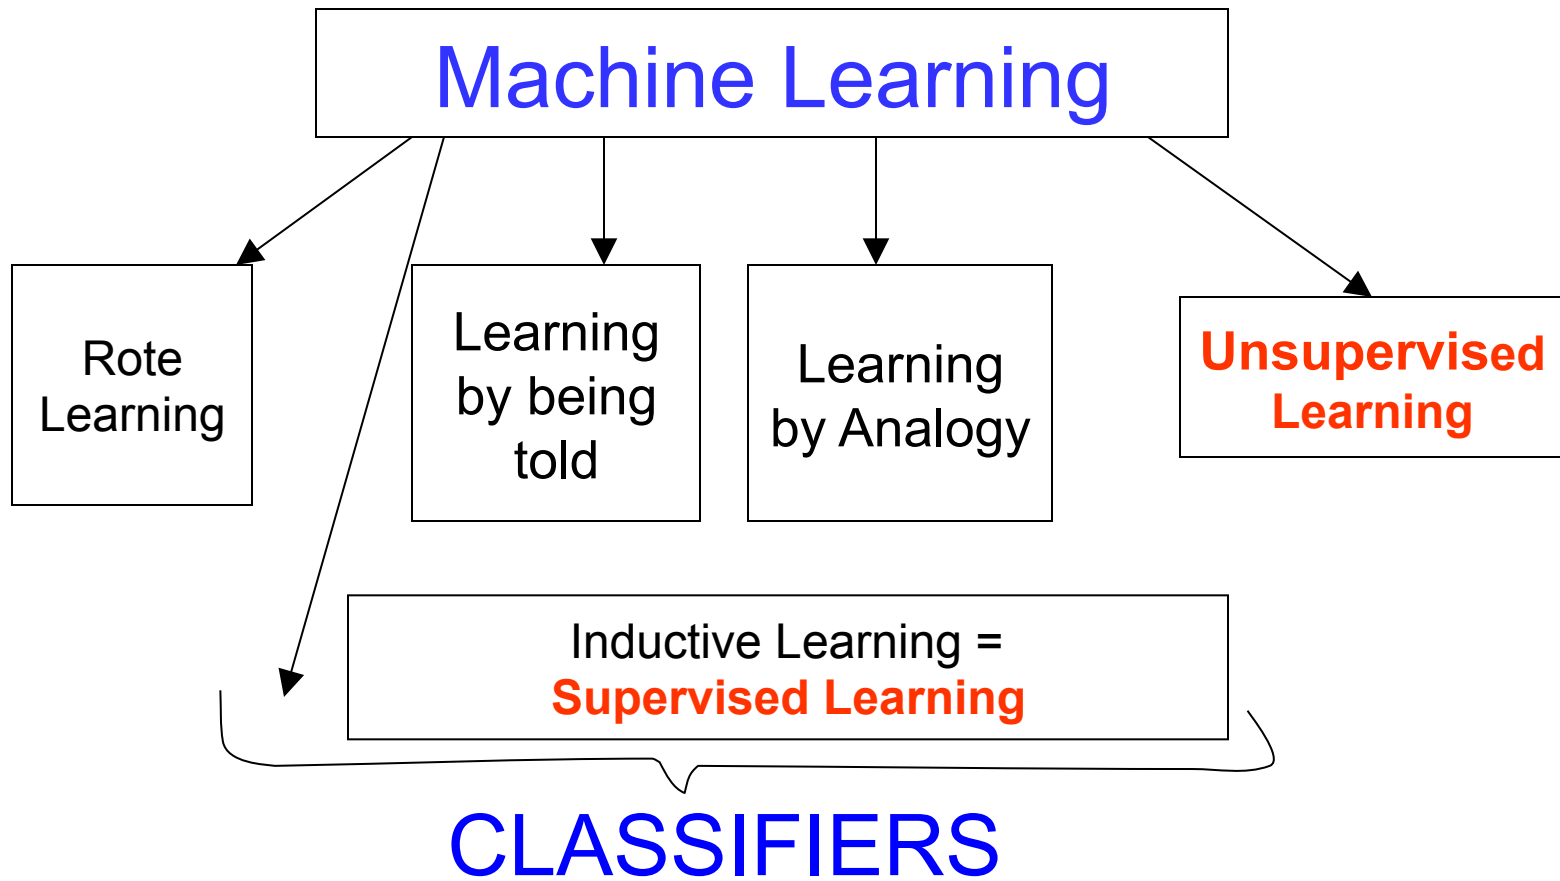 Machine Learning
Rote
Learning
Learning
by being
told
Learning
by Analogy
Unsupervised
Learning
Inductive Learning =
Supervised Learning
CLASSIFIERS